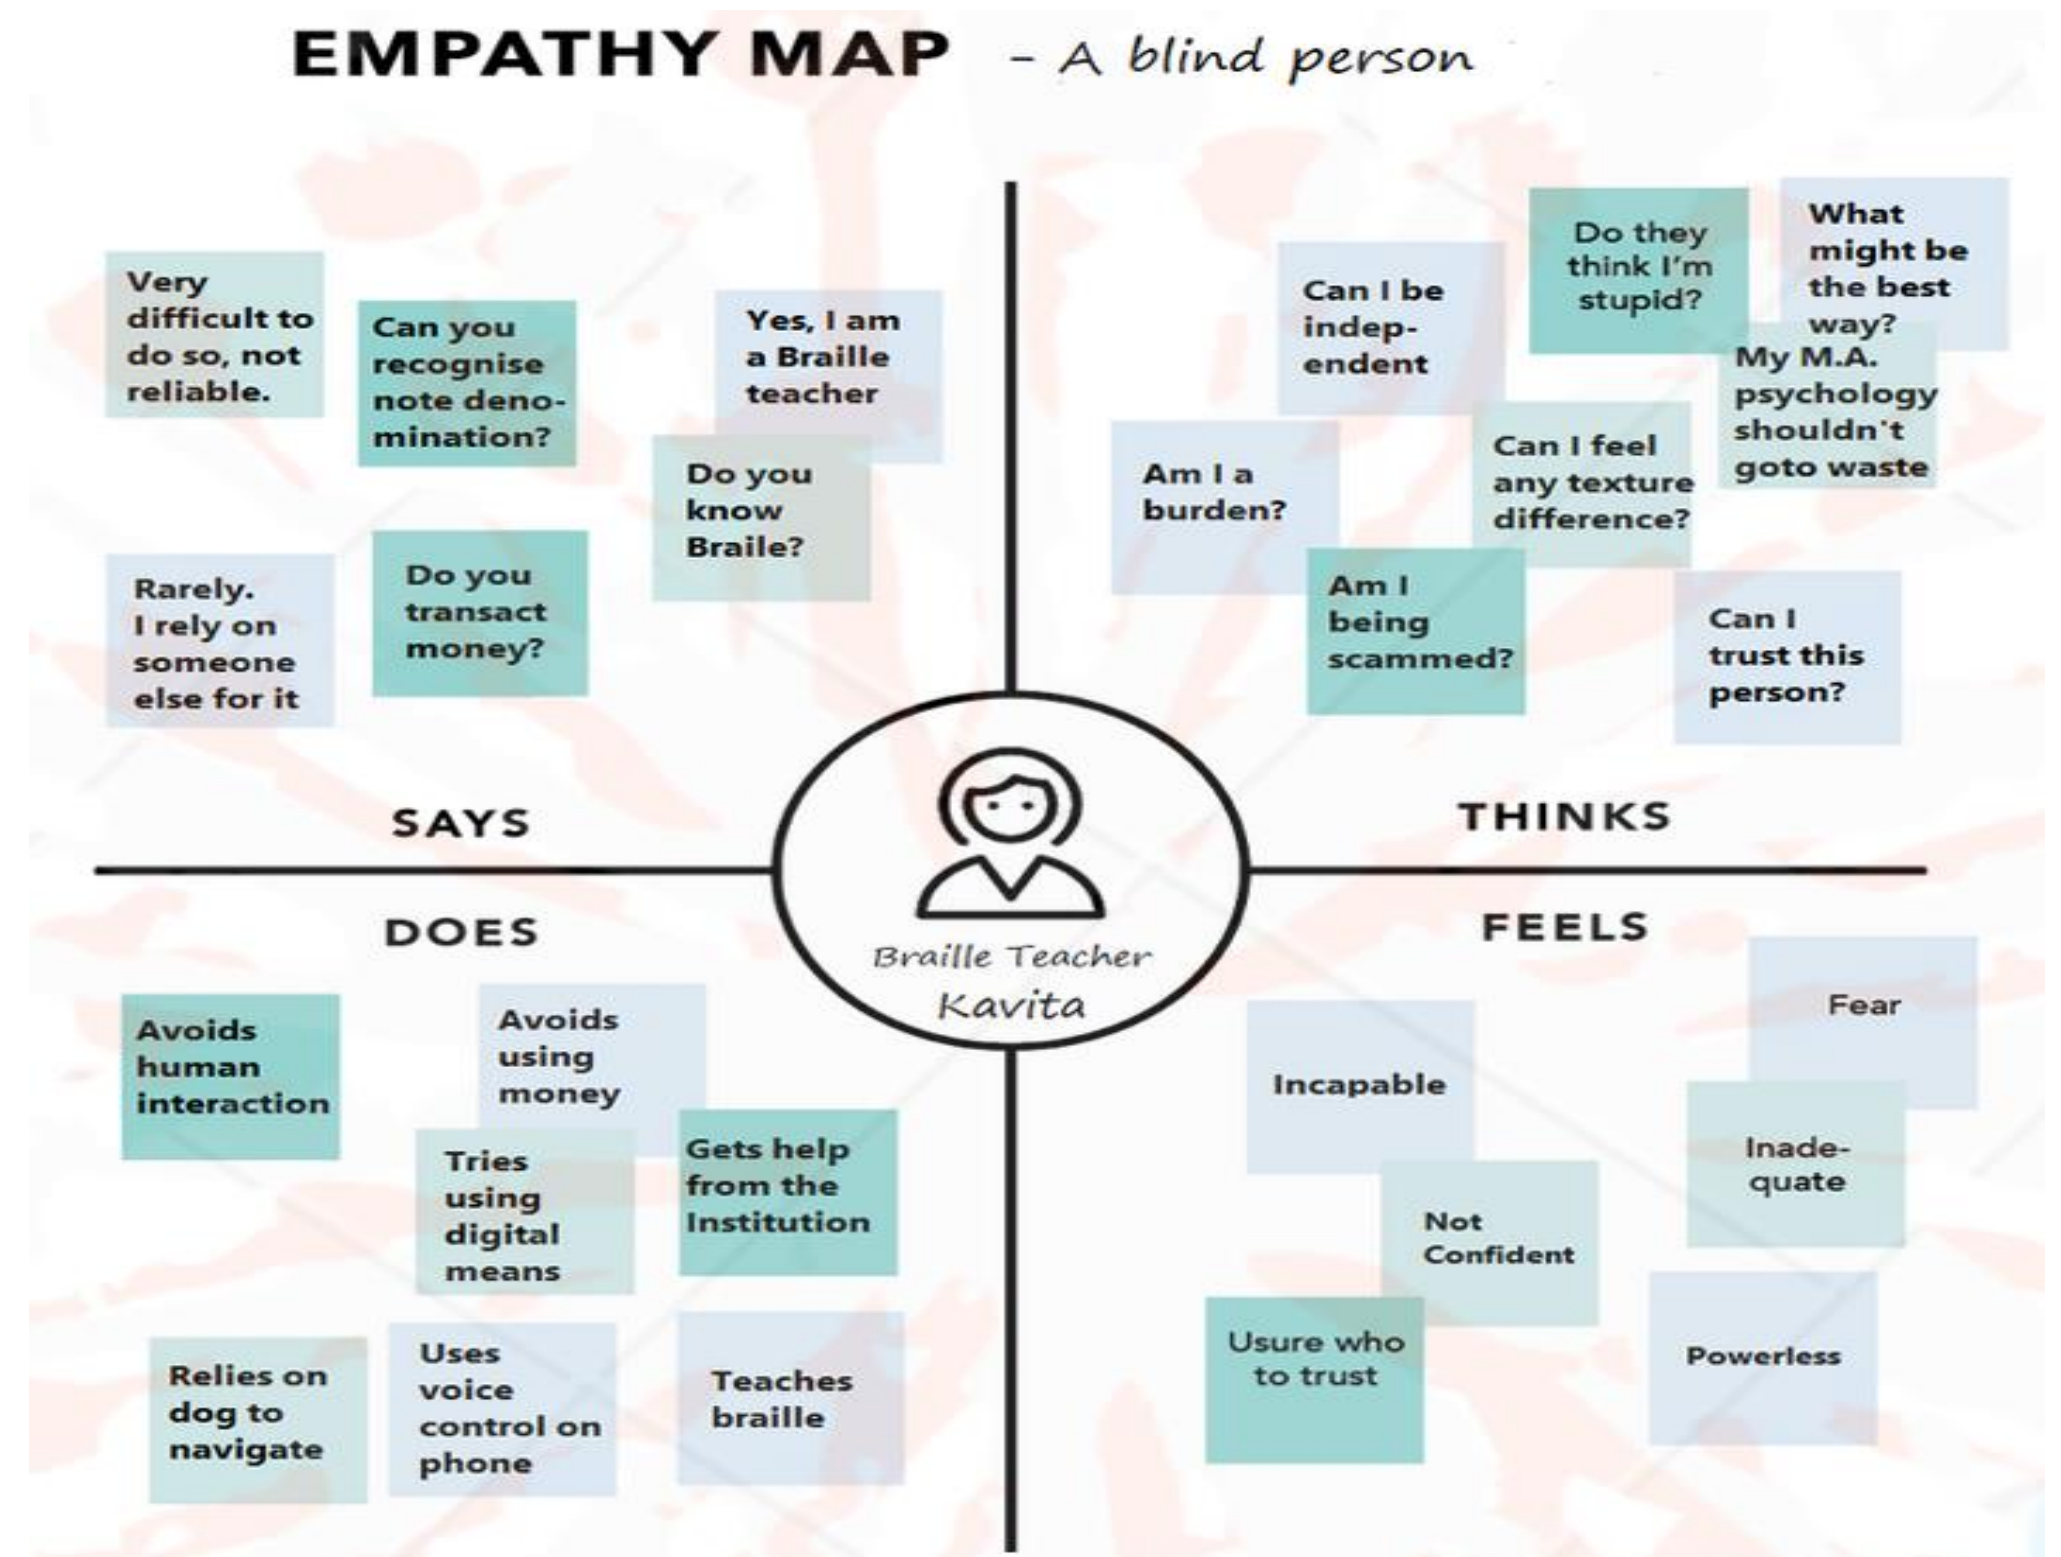 EMPATHY MAP - A blind person
Very
difficult to
do so, not
reliable.
Can you
recognise
note deno-
mination?
Yes, I am
a Braille
teacher
Do you
know
Braile?
Rarely.
I rely on
someone
else for it
Do you
transact
money?
SAYS
Can I be
indep-
endent
Do they
think I'm
stupid?
What
might be
the best
way?
My M.A.
psychology
shouldn't
goto waste
Am I a
burden?
Can I feel
any texture
difference?
Am I
being
scammed?
Can I
trust this
person?
THINKS
Braille Teacher
Kavita
DOES
Avoids
human
interaction
Avoids
using
money
Tries
using
digital
means
Gets help
from the
Institution
Relies on
dog to
navigate
Uses
voice
control on
phone
Teaches
braille
FEELS
Fear
Incapable
Inade-
quate
Not
Confident
Usure who
to trust
Powerless